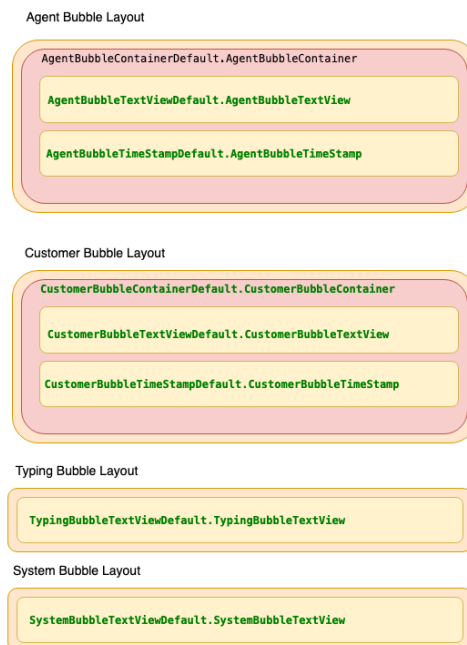 Agent Bubble Layout
AgentBubbleContainerDefault.AgentBubbleContainer
AgentBubbleTextViewDefault.AgentBubbleTextView
AgentBubbleTimeStampDefault.AgentBubbleTimeStamp
Customer Bubble Layout
CustomerBubbleContainerDefault.CustomerBubbleContainer
CustomerBubbleTextViewDefault.CustomerBubbleTextView
CustomerBubbleTimeStampDefault.CustomerBubbleTimeStamp
Typing Bubble Layout
TypingBubbleTextViewDefault.TypingBubbleTextView
System Bubble Layout
SystemBubbleTextViewDefault.SystemBubbleTextView